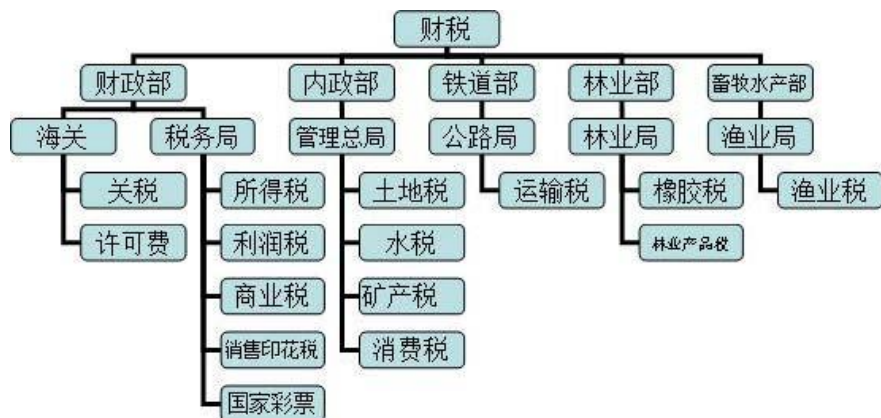 财税
财政部 内政部 铁道部 林业部 畜牧水产部
海关 税务局 管理总局 公路局 林业局 渔业局
关税 所得税 土地税 运输税 橡胶税 渔业税
许可费 利润税 水税 林业产品税
商业税 矿产税
销售印花税 消费税
国家彩票